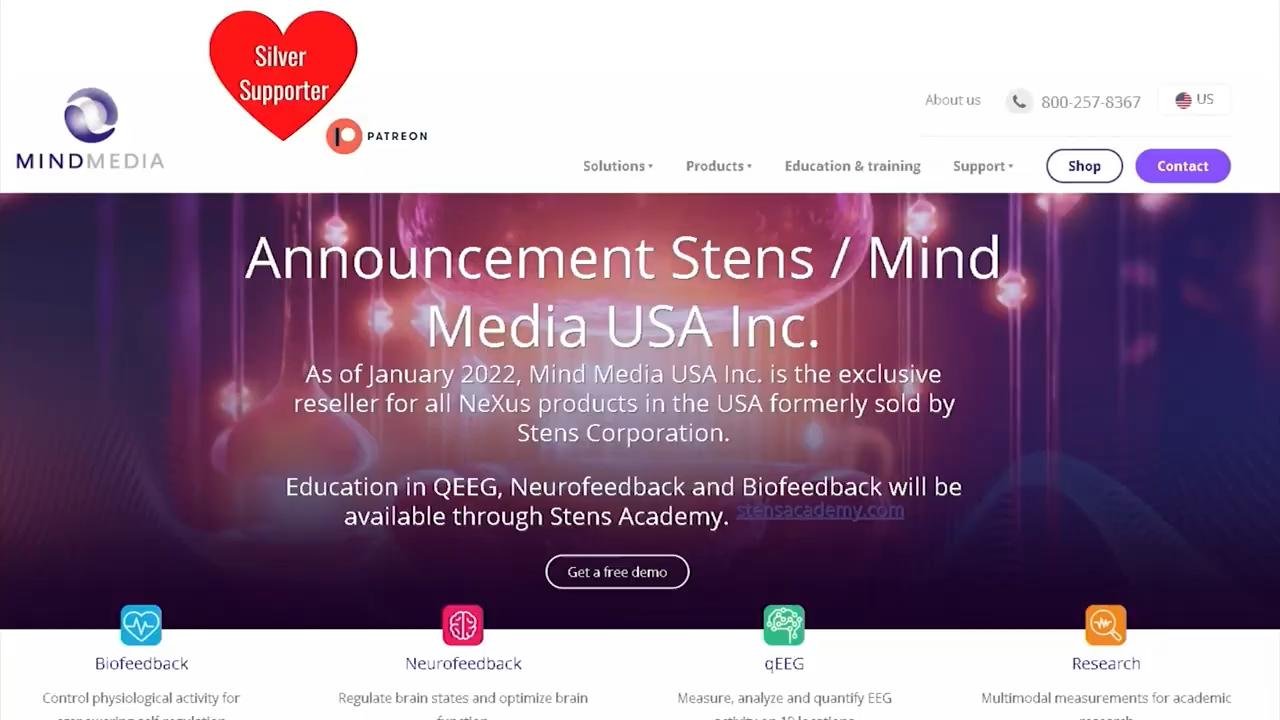 Silver
Supporter
PATREON
MINDMEDIA
About us
800-257-8367
US
Solutions
Products
Education & training
Support
Shop
Contact
Announcement Stens / Mind
Media USA Inc.
As of January 2022, Mind Media USA Inc. is the exclusive
reseller for all NeXus products in the USA formerly sold by
Stens Corporation.
Education in QEEG, Neurofeedback and Biofeedback will be
available through Stens Academy. stensacademy.com
Get a free demo
Biofeedback
Neurofeedback
qEEG
Research
Control physiological activity for
Regulate brain states and optimize brain
Measure, analyze and quantify EEG
Multimodal measurements for academic